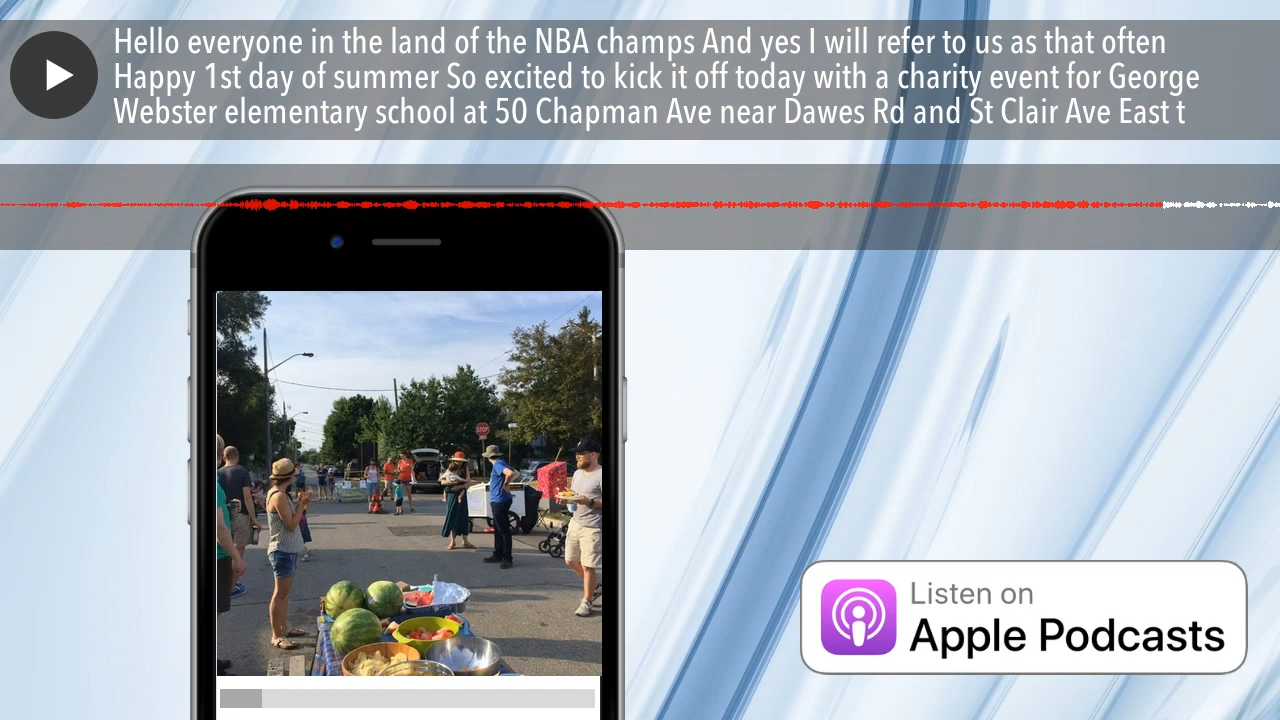 Hello everyone in the land of the NBA champs And yes I will refer to us as that often
Happy 1st day of summer So excited to kick it off today with a charity event for George
Webster elementary school at 50 Chapman Ave near Dawes Rd and St Clair Ave East t
STOP
Listen on
Apple Podcasts